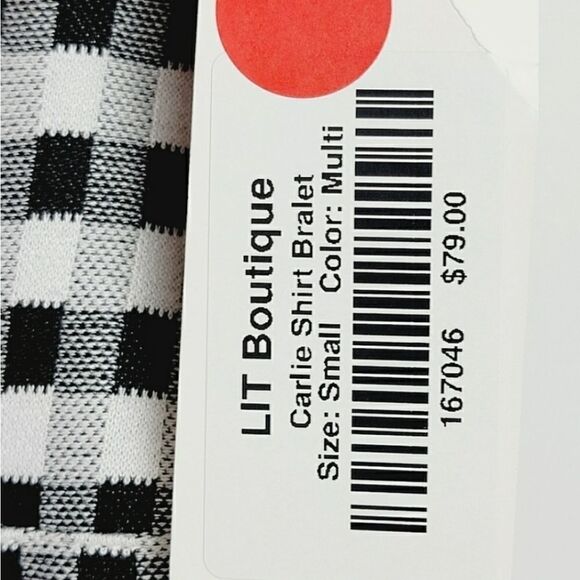 LIT Boutique
Carlie Shirt Bralet
Size: Small Color: Multi
167046 $79.00